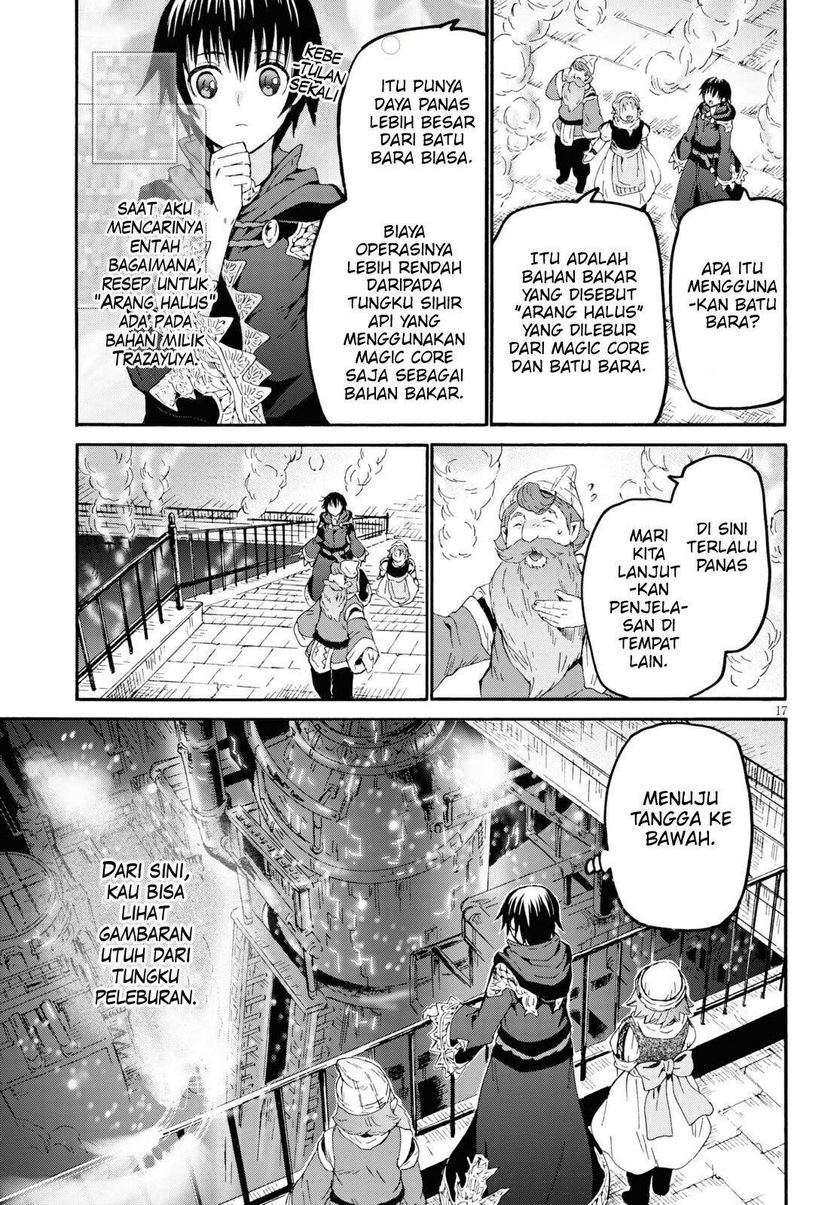 APA ITU
MENGGUNA
-KAN BATU
BARA?
ITU ADALAH
BAHAN BAKAR
YANG DISEBUT
"ARANG HALUS"
YANG DILEBUR
DARI MAGIC CORE
DAN BATU BARA.
ITU PUNYA
DAYA PANAS
LEBIH BESAR
DARI BATU
BARA BIASA.
BIAYA
OPERASINYA
LEBIH RENDAH
DARIPADA
TUNGKU SIHIR
API YANG
MENGGUNAKAN
MAGIC CORE
SAJA SEBAGAI
BAHAN BAKAR.
KEBE
-TULAN
SEKALI
SAAT AKU
MENCARINYA
ENTAH
BAGAIMANA,
RESEP UNTUK
"ARANG HALUS"
ADA PADA
BAHAN MILIK
TRAZAYUYA.
DI SINI
TERLALU
PANAS
MARI
KITA
LANJUT
-KAN
PENJELA-
SAN DI
TEMPAT
LAIN.
17
MENUJU
TANGGA KE
BAWAH.
DARI SINI,
KAU BISA
LIHAT
GAMBARAN
UTUH DARI
TUNGKU
PELEBURAN.